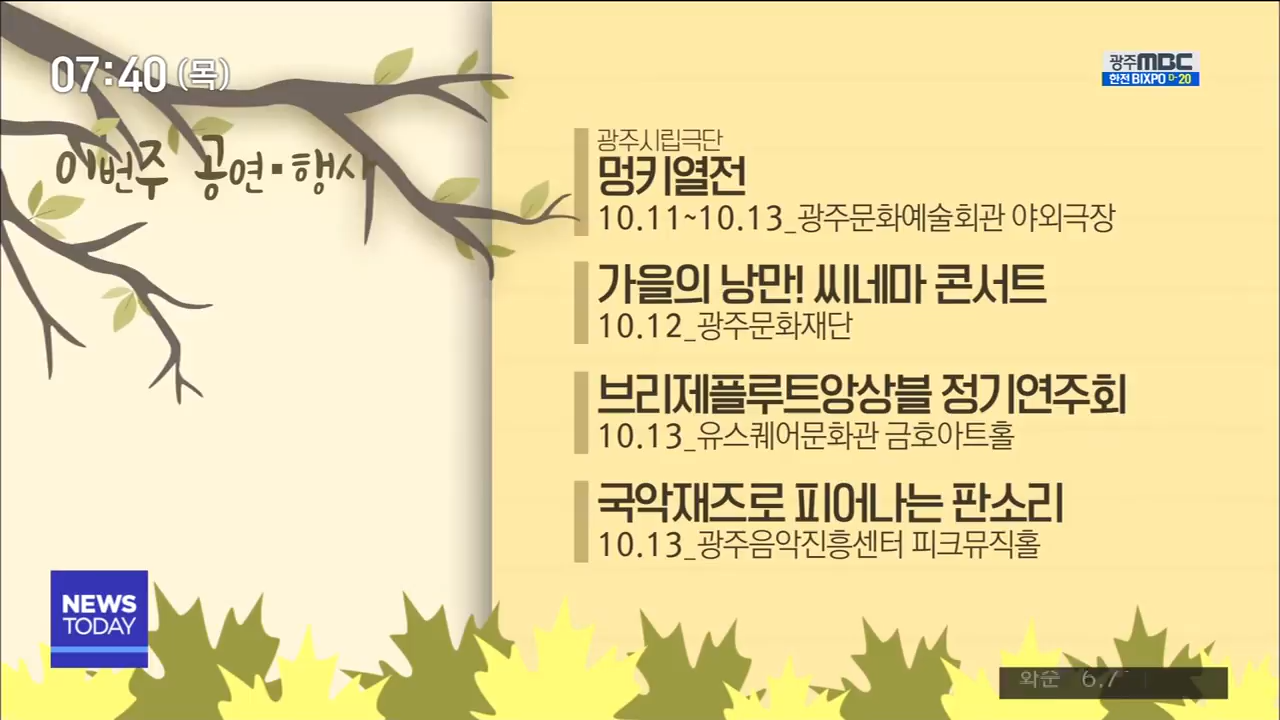 07:40 (목)
광주MBC
한전 BIXPO D-20
이번주 공연·행사
광주시립극단
멍키열전
10.11~10.13_광주문화예술회관 야외극장
가을의 낭만! 씨네마 콘서트
10.12_광주문화재단
브리제플루트앙상블 정기연주회
10.13_유스퀘어문화관 금호아트홀
국악재즈로 피어나는 판소리
10.13_광주음악진흥센터 피크뮤직홀
NEWS
TODAY
화순 6.7°